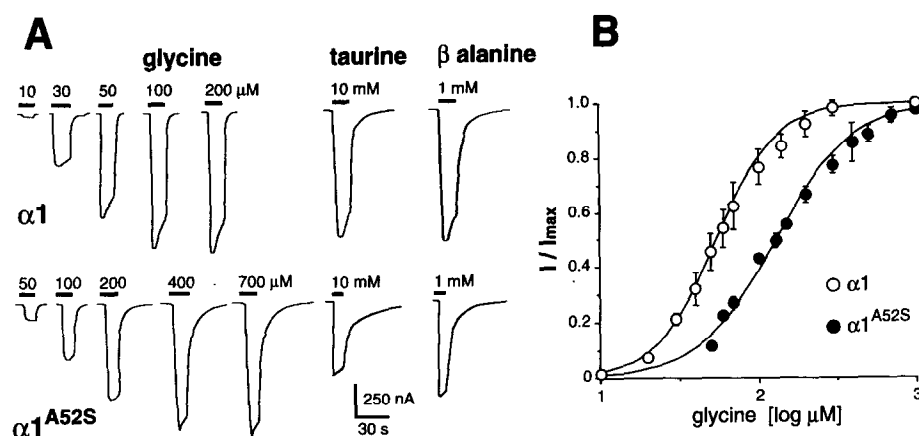 A
glycine
taurine
β alanine
10 30 50 100 200 μM
10 mM
1 mM
α1
50 100 200 400 700 μM
10 mM
1 mM
α1A52S
250 nA
30 s
B
1.0
0.8
0.6
0.4
0.2
0
I / Imax
α1
α1A52S
1 2 3
glycine [log μM]